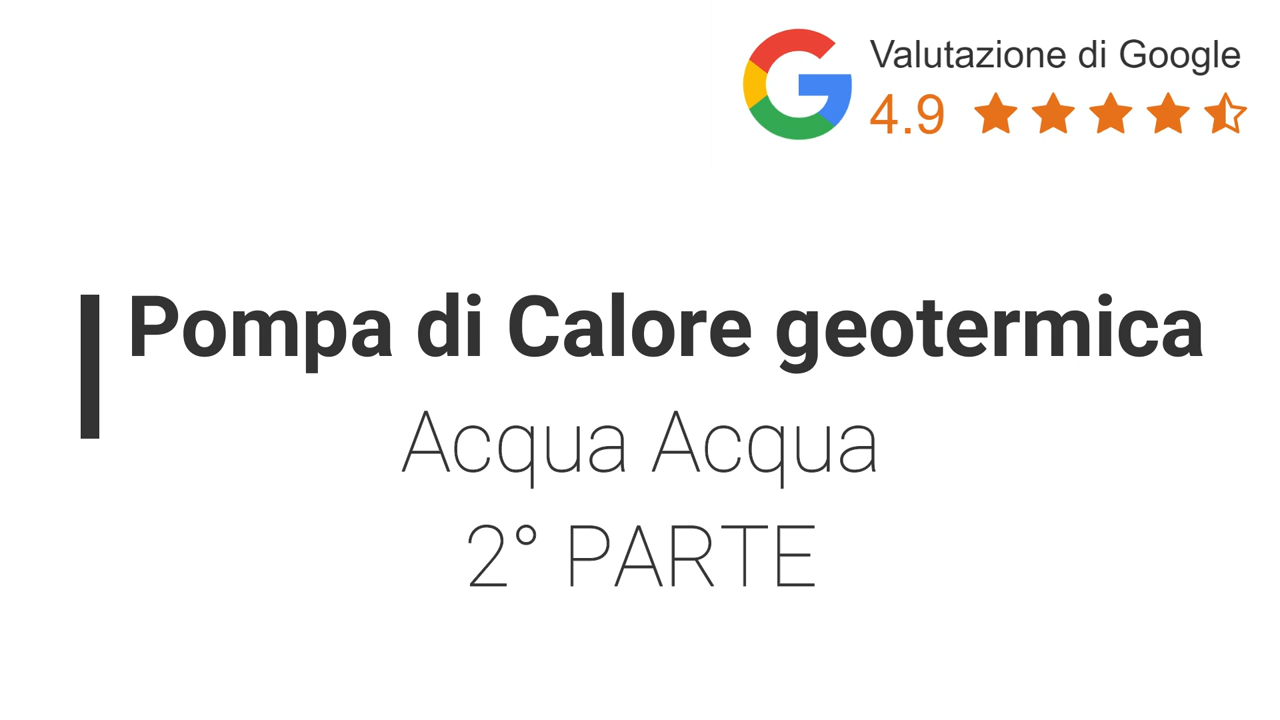 Valutazione di Google
4.9
Pompa di Calore geotermica
Acqua Acqua
2° PARTE